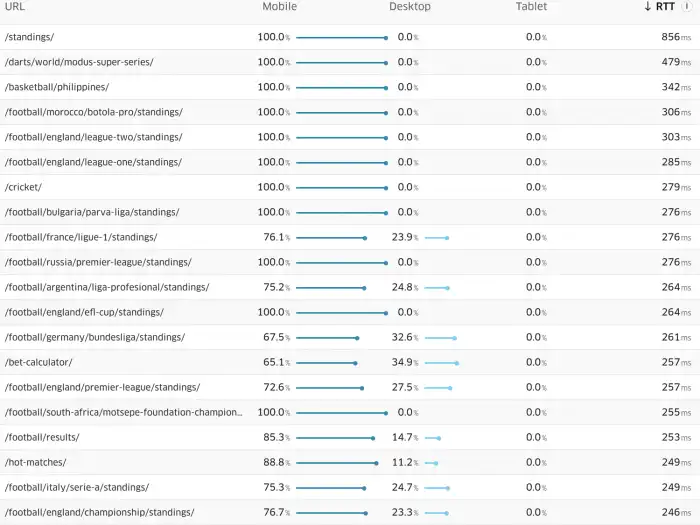 URL Mobile Desktop Tablet ↓ RTT i
/standings/ 100.0% 0.0% 0.0% 856ms
/darts/world/modus-super-series/ 100.0% 0.0% 0.0% 479ms
/basketball/philippines/ 100.0% 0.0% 0.0% 342ms
/football/morocco/botola-pro/standings/ 100.0% 0.0% 0.0% 306ms
/football/england/league-two/standings/ 100.0% 0.0% 0.0% 303ms
/football/england/league-one/standings/ 100.0% 0.0% 0.0% 285ms
/cricket/ 100.0% 0.0% 0.0% 279ms
/football/bulgaria/parva-liga/standings/ 100.0% 0.0% 0.0% 276ms
/football/france/ligue-1/standings/ 76.1% 23.9% 0.0% 276ms
/football/russia/premier-league/standings/ 100.0% 0.0% 0.0% 276ms
/football/argentina/liga-profesional/standings/ 75.2% 24.8% 0.0% 264ms
/football/england/efl-cup/standings/ 100.0% 0.0% 0.0% 264ms
/football/germany/bundesliga/standings/ 67.5% 32.6% 0.0% 261ms
/bet-calculator/ 65.1% 34.9% 0.0% 257ms
/football/england/premier-league/standings/ 72.6% 27.5% 0.0% 257ms
/football/south-africa/motsepe-foundation-champion... 100.0% 0.0% 0.0% 255ms
/football/results/ 85.3% 14.7% 0.0% 253ms
/hot-matches/ 88.8% 11.2% 0.0% 249ms
/football/italy/serie-a/standings/ 75.3% 24.7% 0.0% 249ms
/football/england/championship/standings/ 76.7% 23.3% 0.0% 246ms